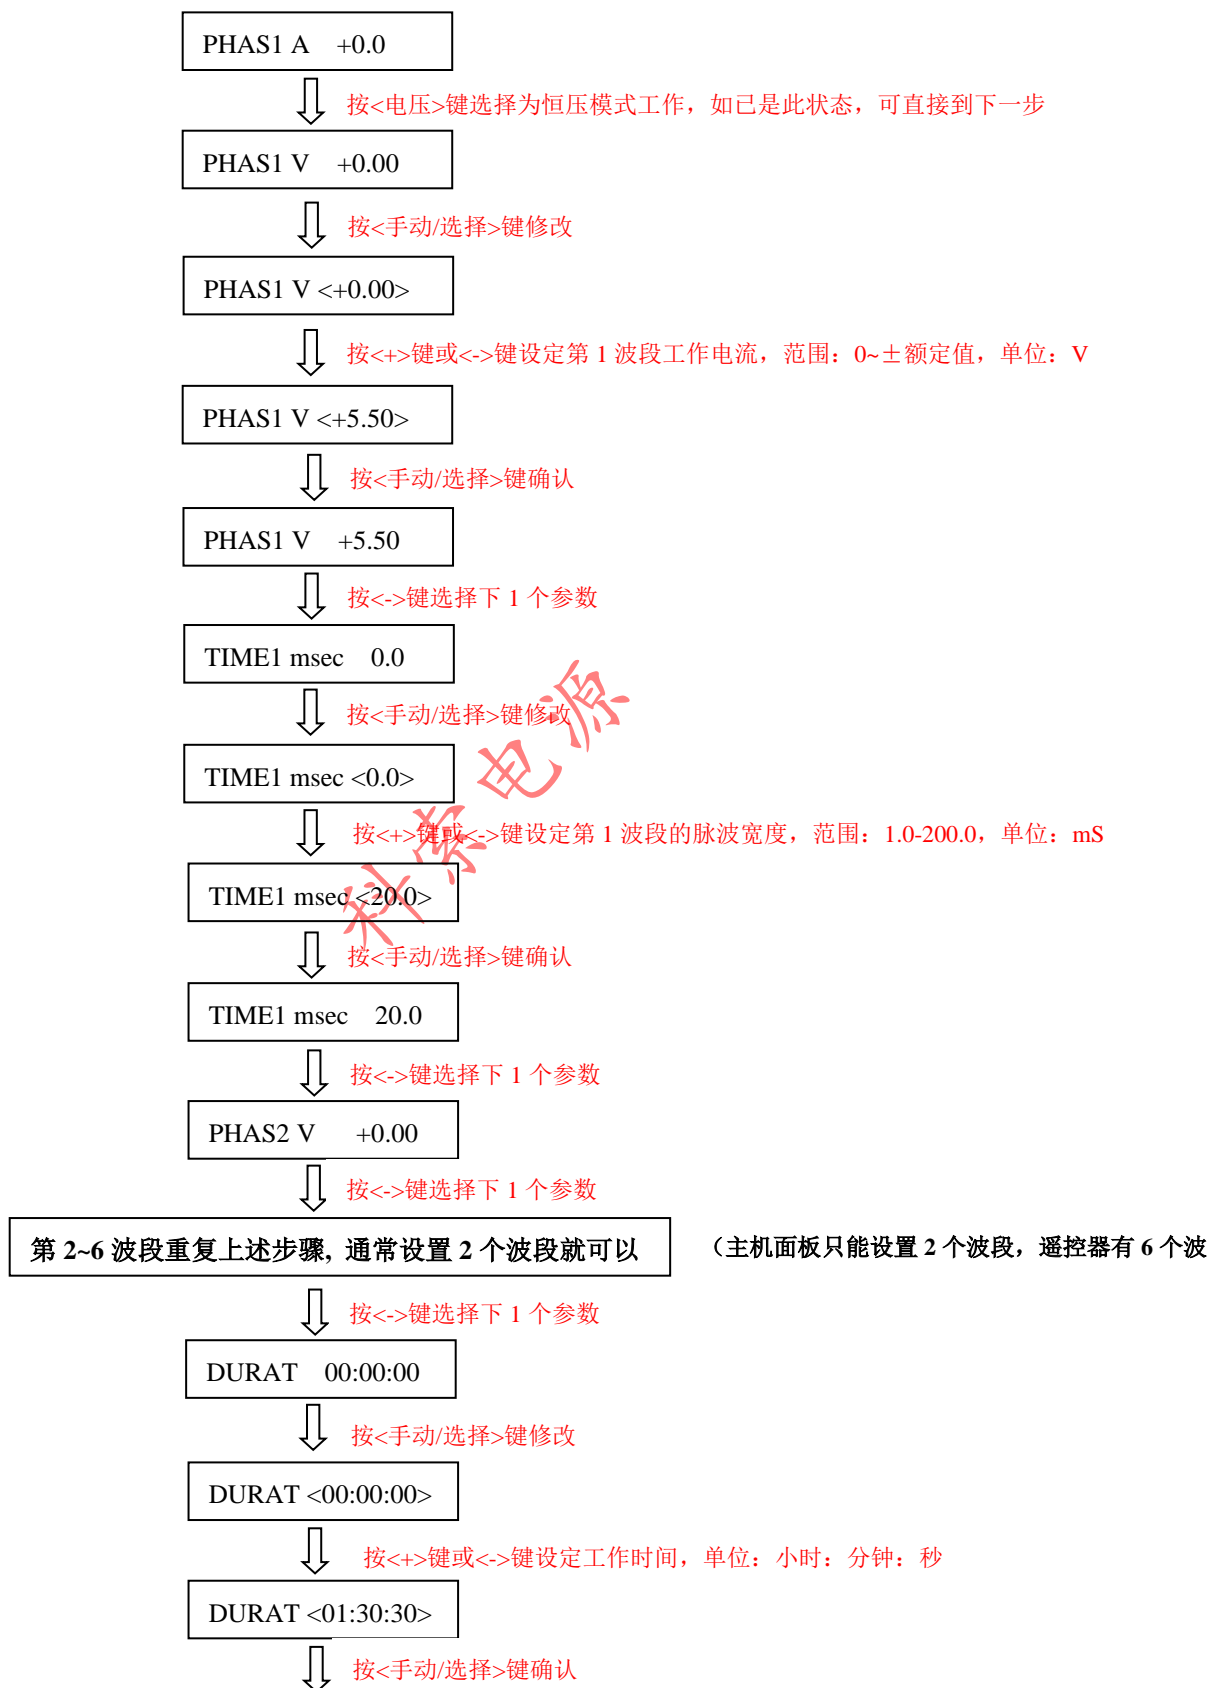 PHAS1 A +0.0
按<电压>键选择为恒压模式工作，如已是此状态，可直接到下一步
PHAS1 V +0.00
按<手动/选择>键修改
PHAS1 V <+0.00>
按<+>键或<->键设定第 1 波段工作电流，范围：0~±额定值，单位：V
PHAS1 V <+5.50>
按<手动/选择>键确认
PHAS1 V +5.50
按<->键选择下 1 个参数
TIME1 msec 0.0
按<手动/选择>键修改
TIME1 msec <0.0>
按<+>键或<->键设定第 1 波段的脉波宽度，范围：1.0-200.0，单位：mS
TIME1 msec <20.0>
按<手动/选择>键确认
TIME1 msec 20.0
按<->键选择下 1 个参数
PHAS2 V +0.00
按<->键选择下 1 个参数
第 2~6 波段重复上述步骤, 通常设置 2 个波段就可以 （主机面板只能设置 2 个波段，遥控器有 6 个波
按<->键选择下 1 个参数
DURAT 00:00:00
按<手动/选择>键修改
DURAT <00:00:00>
按<+>键或<->键设定工作时间，单位：小时：分钟：秒
DURAT <01:30:30>
按<手动/选择>键确认
科索电源